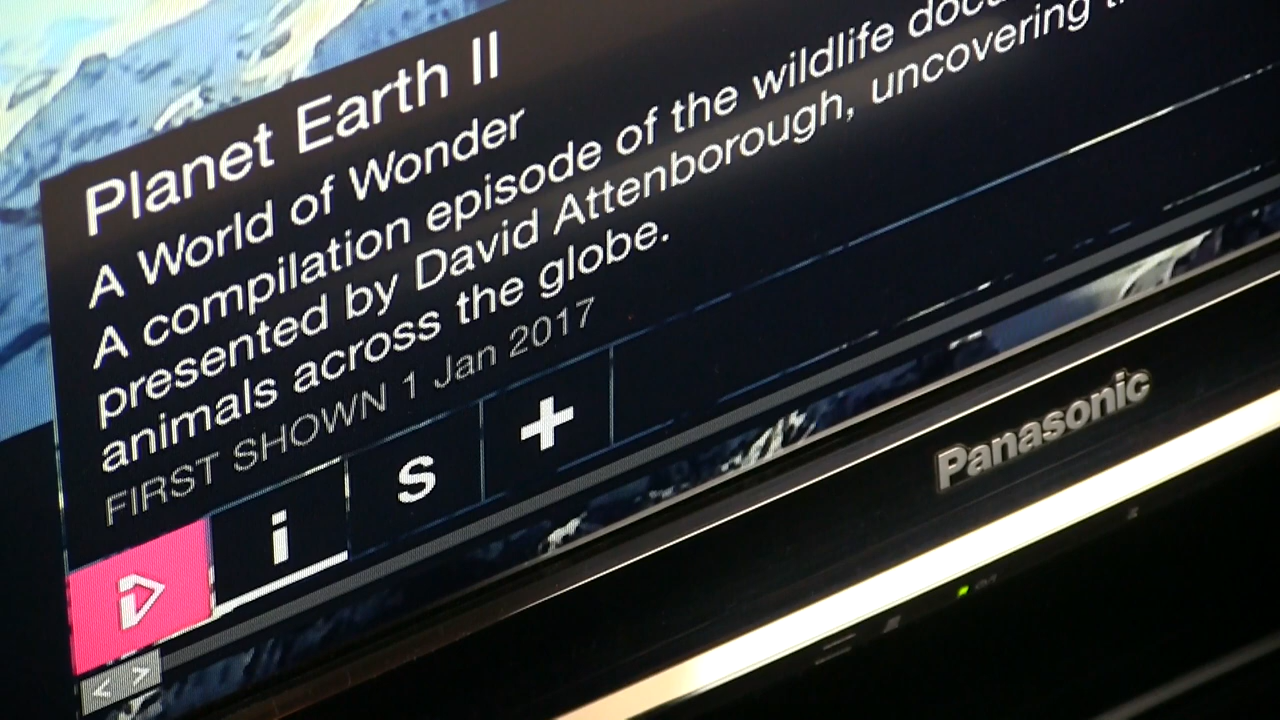 Planet Earth II
A World of Wonder
A compilation episode of the wildlife
presented by David Attenborough, uncovering
animals across the globe.
FIRST SHOWN 1 Jan 2017
i S +
< >
Panasonic